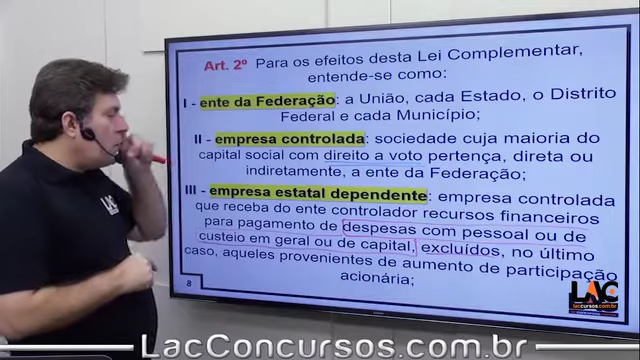 Art. 2º Para os efeitos desta Lei Complementar,
entende-se como:
I - ente da Federação: a União, cada Estado, o Distrito
Federal e cada Município;
II - empresa controlada: sociedade cuja maioria do
capital social com direito a voto pertença, direta ou
indiretamente, a ente da Federação;
III - empresa estatal dependente: empresa controlada
que receba do ente controlador recursos financeiros
para pagamento de despesas com pessoal ou de
custeio em geral ou de capital, excluídos, no último
caso, aqueles provenientes de aumento de participação
acionária;
8
LAC
laccursos.com.br
LAC
LacConcursos.com.br